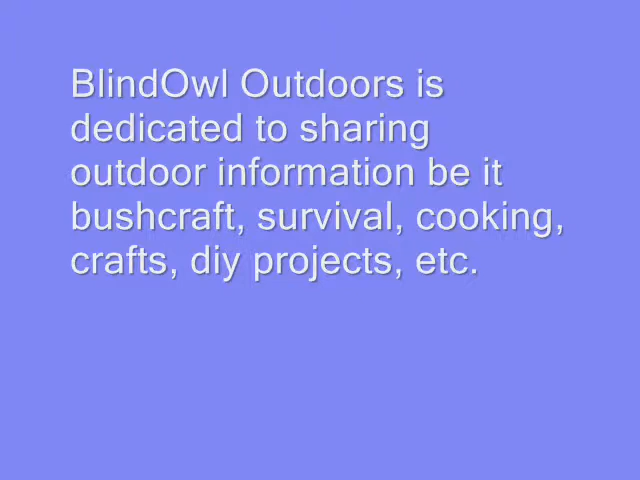 BlindOwl Outdoors is
dedicated to sharing
outdoor information be it
bushcraft, survival, cooking,
crafts, diy projects, etc.